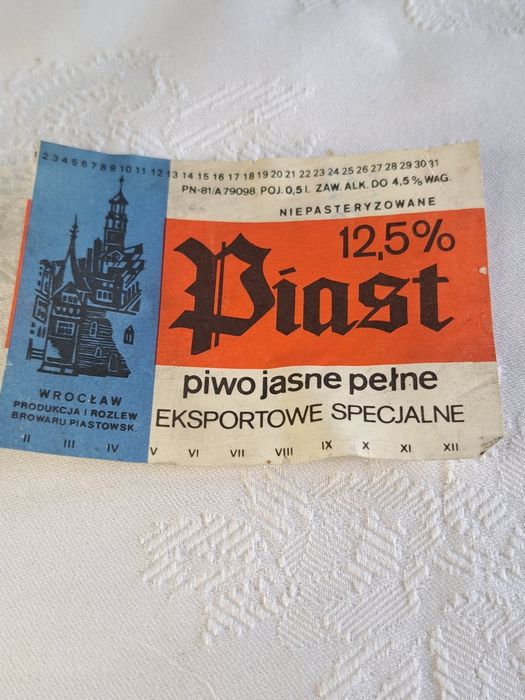 1 2 3 4 5 6 7 8 9 10 11 12 13 14 15 16 17 18 19 20 21 22 23 24 25 26 27 28 29 30 31
PN-81/A 79098 POJ. 0,5 l. ZAW. ALK. DO 4,5% WAG.
NIEPASTERYZOWANE
12,5%
Piast
piwo jasne pełne
EKSPORTOWE SPECJALNE
WROCŁAW
PRODUKCJA I ROZLEW
BROWARU PIASTOWSK.
II III IV V VI VII VIII IX X XI XII